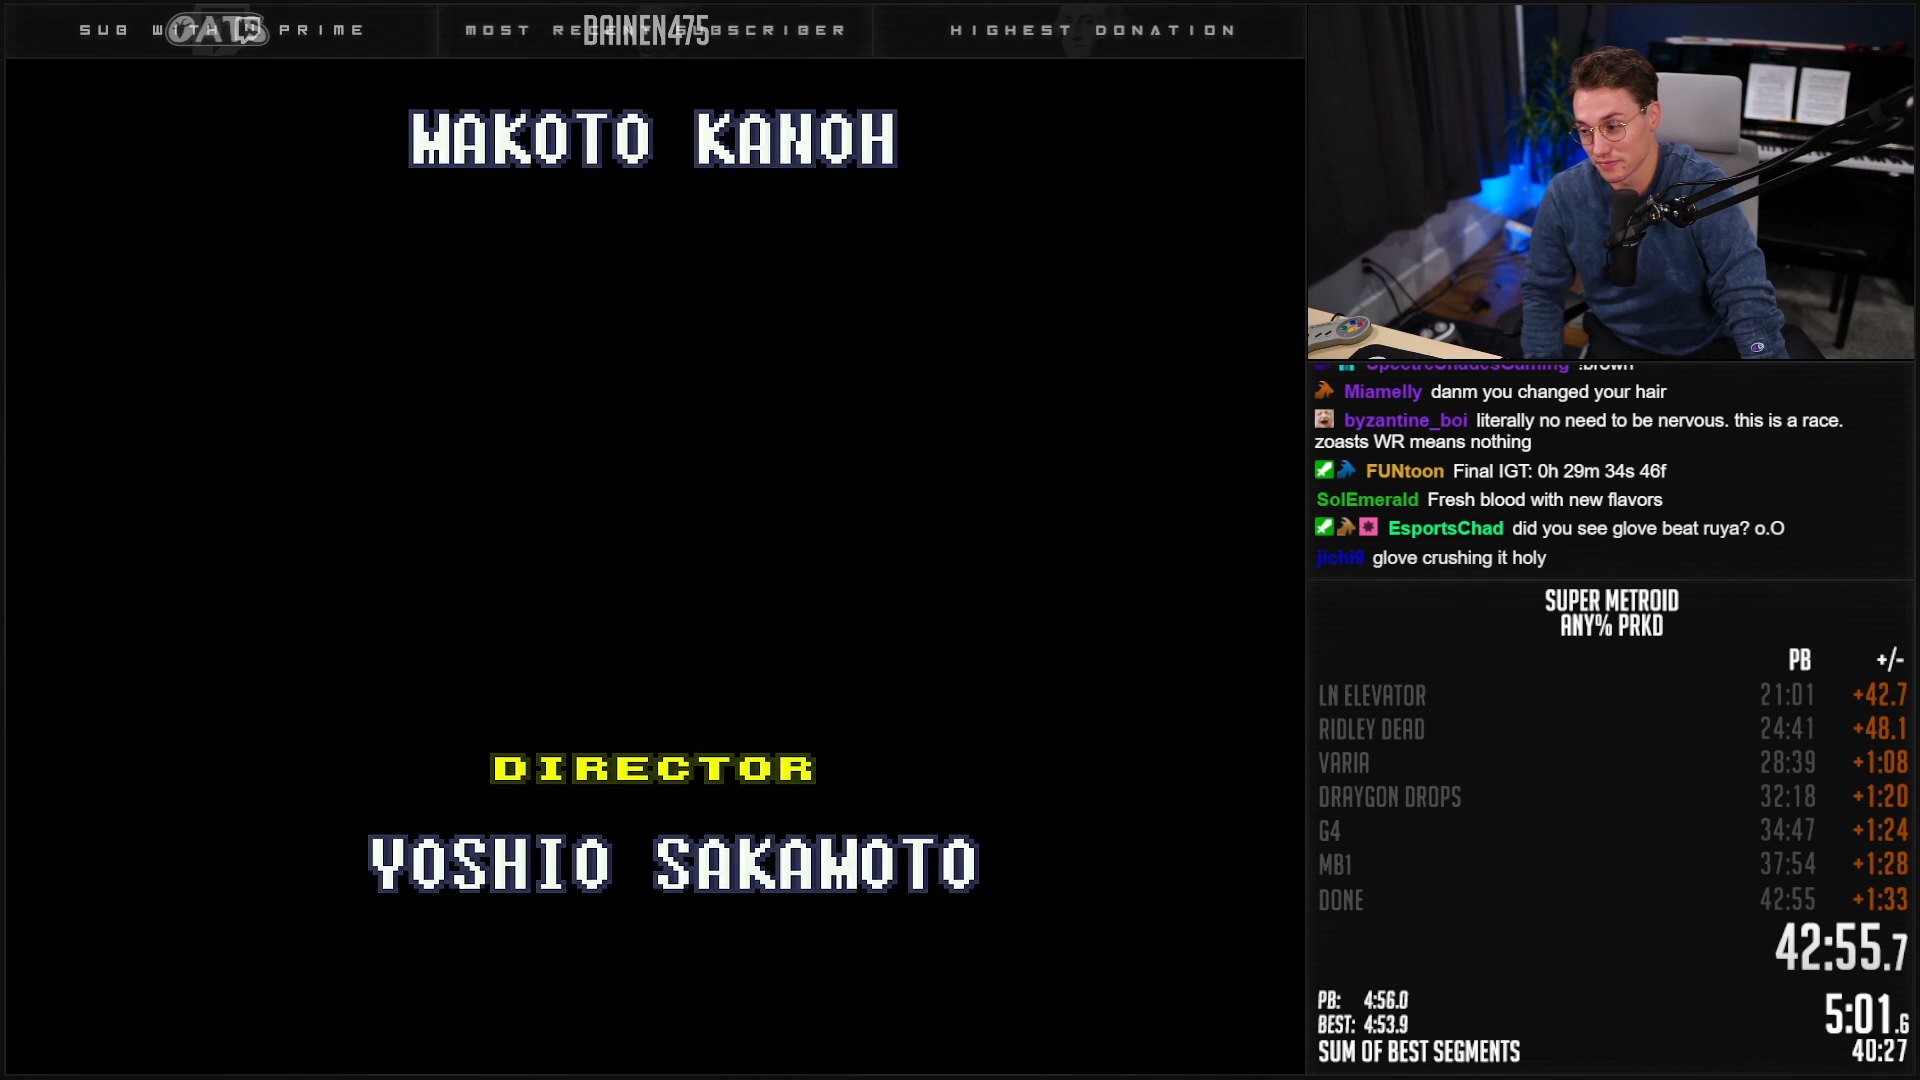 SUB WITH PRIME
DAINEN475
HIGHEST DONATION
MAKOTO KANOH
DIRECTOR
YOSHIO SAKAMOTO
SpectreShadesGaming !brown
Miamelly danm you changed your hair
byzantine_boi literally no need to be nervous. this is a race.
zoasts WR means nothing
FUNtoon Final IGT: 0h 29m 34s 46f
SolEmerald Fresh blood with new flavors
EsportsChad did you see glove beat ruya? o.O
jichi9 glove crushing it holy
SUPER METROID
ANY% PRKD
PB +/-
LN ELEVATOR 21:01 +42.7
RIDLEY DEAD 24:41 +48.1
VARIA 28:39 +1:08
DRAYGON DROPS 32:18 +1:20
G4 34:47 +1:24
MB1 37:54 +1:28
DONE 42:55 +1:33
42:55.7
PB: 4:56.0
BEST: 4:53.9
5:01.6
SUM OF BEST SEGMENTS 40:27